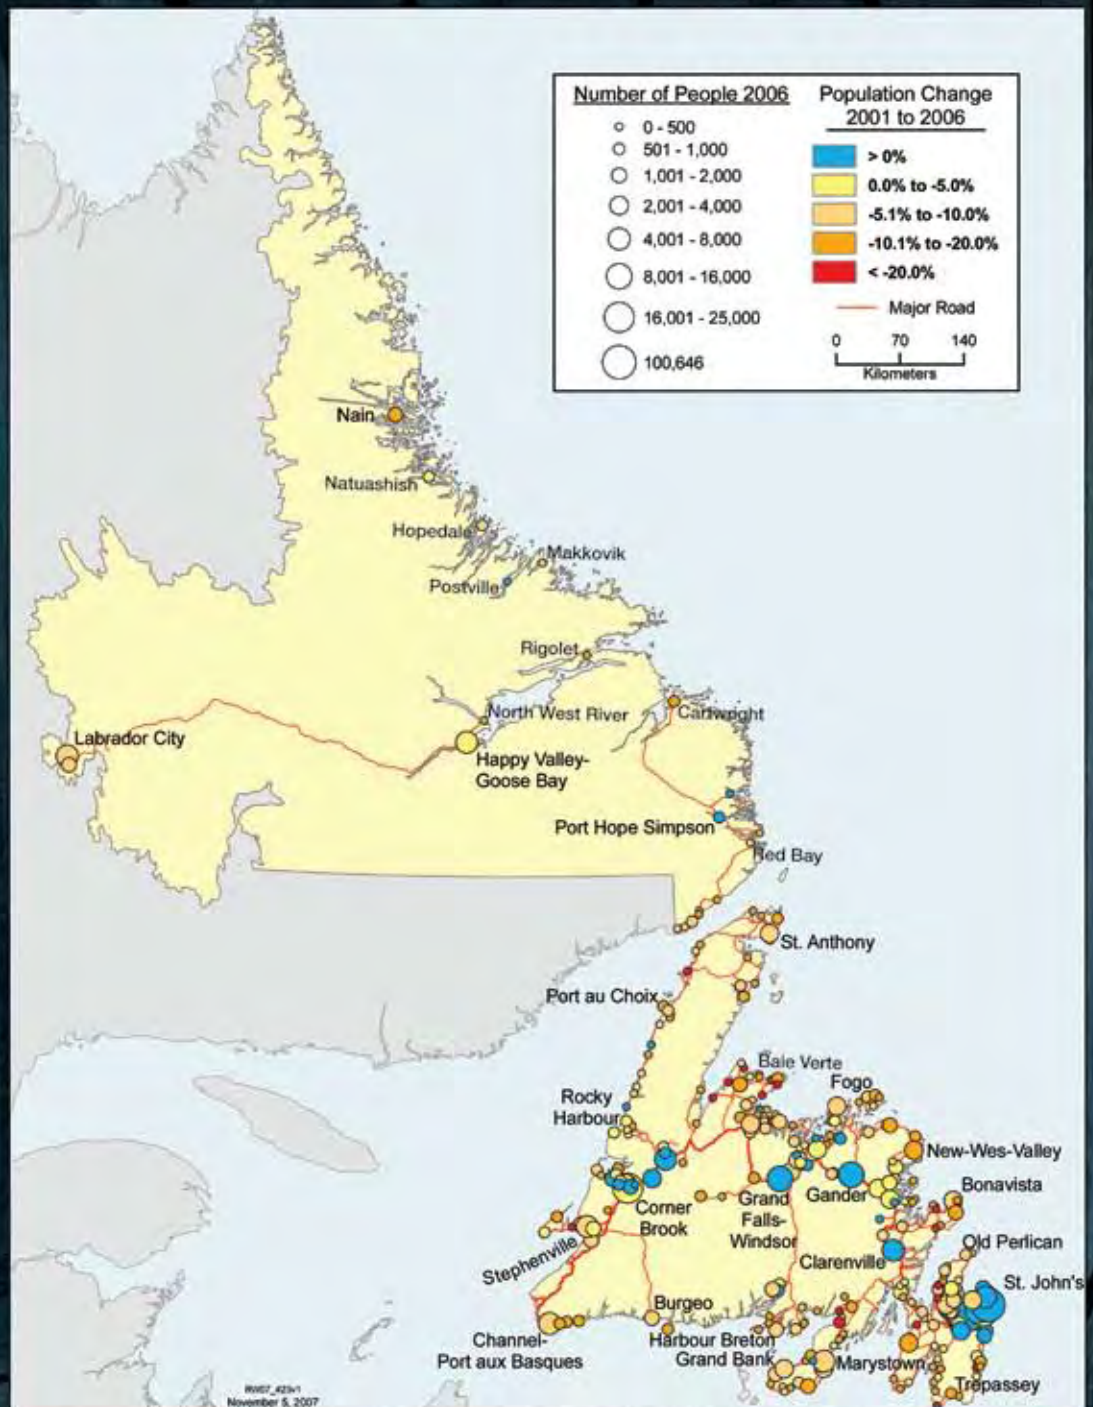 Number of People 2006
0 - 500
501 - 1,000
1,001 - 2,000
2,001 - 4,000
4,001 - 8,000
8,001 - 16,000
16,001 - 25,000
100,646
Population Change
2001 to 2006
> 0%
0.0% to -5.0%
-5.1% to -10.0%
-10.1% to -20.0%
< -20.0%
Major Road
0 70 140
Kilometers
Nain
Natuashish
Hopedale
Makkovik
Postville
Rigolet
North West River
Cartwright
Labrador City
Happy Valley-
Goose Bay
Port Hope Simpson
Red Bay
St. Anthony
Port au Choix
Baie Verte
Fogo
Rocky
Harbour
New-Wes-Valley
Bonavista
Corner
Brook
Grand
Falls-
Windsor
Gander
Stephenville
Clarenville
Old Perlican
St. John's
Burgeo
Channel-
Port aux Basques
Harbour Breton
Grand Bank
Marystown
Trepassey
RW07_423v1
November 5, 2007